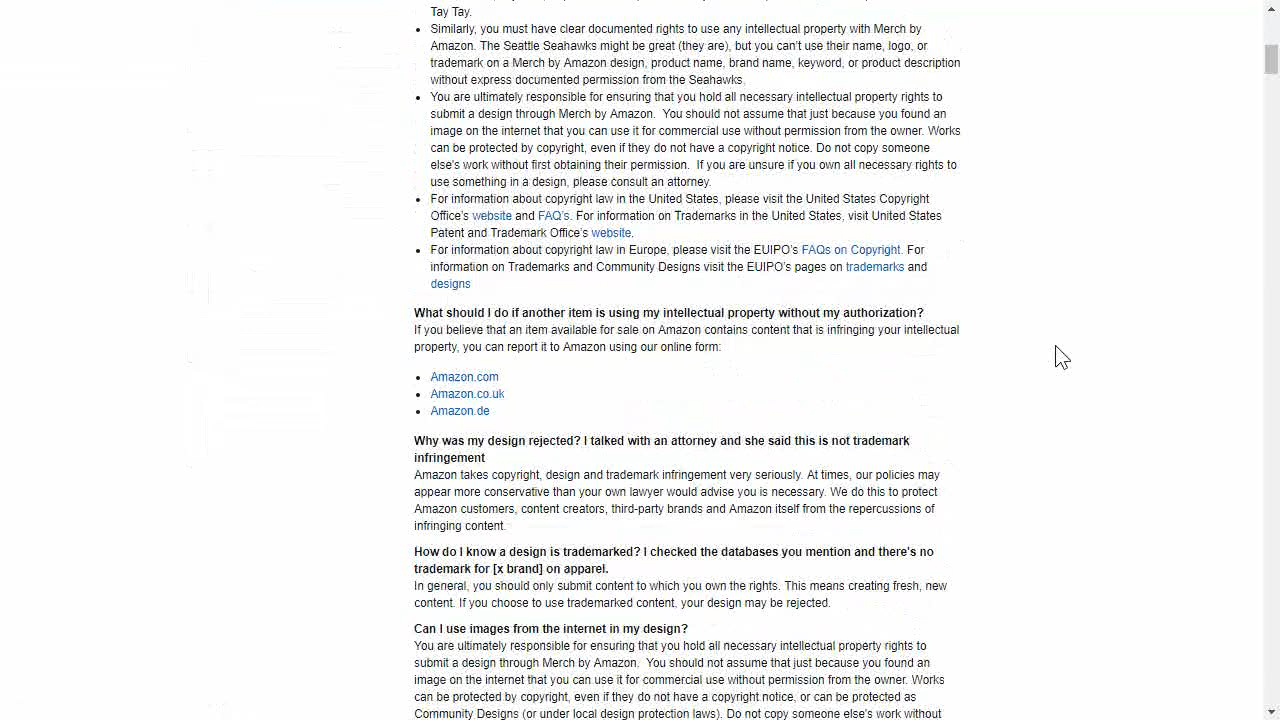 Tay Tay.
Similarly, you must have clear documented rights to use any intellectual property with Merch by
Amazon. The Seattle Seahawks might be great (they are), but you can't use their name, logo, or
trademark on a Merch by Amazon design, product name, brand name, keyword, or product description
without express documented permission from the Seahawks.
You are ultimately responsible for ensuring that you hold all necessary intellectual property rights to
submit a design through Merch by Amazon.  You should not assume that just because you found an
image on the internet that you can use it for commercial use without permission from the owner. Works
can be protected by copyright, even if they do not have a copyright notice. Do not copy someone
else's work without first obtaining their permission.  If you are unsure if you own all necessary rights to
use something in a design, please consult an attorney.
For information about copyright law in the United States, please visit the United States Copyright
Office's website and FAQ's. For information on Trademarks in the United States, visit United States
Patent and Trademark Office's website.
For information about copyright law in Europe, please visit the EUIPO's FAQs on Copyright. For
information on Trademarks and Community Designs visit the EUIPO's pages on trademarks and
designs
What should I do if another item is using my intellectual property without my authorization?
If you believe that an item available for sale on Amazon contains content that is infringing your intellectual
property, you can report it to Amazon using our online form:
Amazon.com
Amazon.co.uk
Amazon.de
Why was my design rejected? I talked with an attorney and she said this is not trademark
infringement
Amazon takes copyright, design and trademark infringement very seriously. At times, our policies may
appear more conservative than your own lawyer would advise you is necessary. We do this to protect
Amazon customers, content creators, third-party brands and Amazon itself from the repercussions of
infringing content.
How do I know a design is trademarked? I checked the databases you mention and there's no
trademark for [x brand] on apparel.
In general, you should only submit content to which you own the rights. This means creating fresh, new
content. If you choose to use trademarked content, your design may be rejected.
Can I use images from the internet in my design?
You are ultimately responsible for ensuring that you hold all necessary intellectual property rights to
submit a design through Merch by Amazon.  You should not assume that just because you found an
image on the internet that you can use it for commercial use without permission from the owner. Works
can be protected by copyright, even if they do not have a copyright notice, or can be protected as
Community Designs (or under local design protection laws). Do not copy someone else's work without